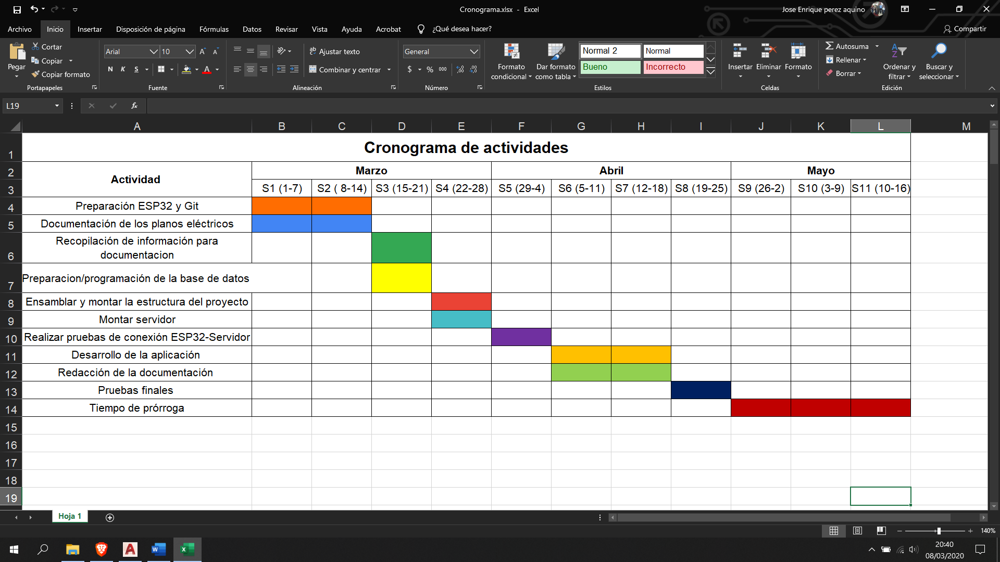 Cronograma.xlsx - Excel
Jose Enrique perez aquino
Archivo Inicio Insertar Disposición de página Fórmulas Datos Revisar Vista Ayuda Acrobat ¿Qué desea hacer? Compartir
Pegar
Cortar
Copiar
Copiar formato
Portapapeles
Arial 10
N K S
A
Fuente
Ajustar texto
Combinar y centrar
Alineación
General
$ % 000
Número
Formato condicional
Dar formato como tabla
Normal 2 Normal
Bueno Incorrecto
Estilos
Insertar Eliminar Formato
Celdas
Autosuma
Rellenar
Borrar
Ordenar y filtrar
Buscar y seleccionar
Edición
L19 fx
A B C D E F G H I J K L M
1 Cronograma de actividades
2 Actividad Marzo Abril Mayo
3 S1 (1-7) S2 ( 8-14) S3 (15-21) S4 (22-28) S5 (29-4) S6 (5-11) S7 (12-18) S8 (19-25) S9 (26-2) S10 (3-9) S11 (10-16)
4 Preparación ESP32 y Git
5 Documentación de los planos eléctricos
Recopilación de información para
6 documentacion
7 Preparacion/programación de la base de datos
8 Ensamblar y montar la estructura del proyecto
9 Montar servidor
10 Realizar pruebas de conexión ESP32-Servidor
11 Desarrollo de la aplicación
12 Redacción de la documentación
13 Pruebas finales
14 Tiempo de prórroga
15
16
17
18
19
Hoja 1
140%
20:40
08/03/2020